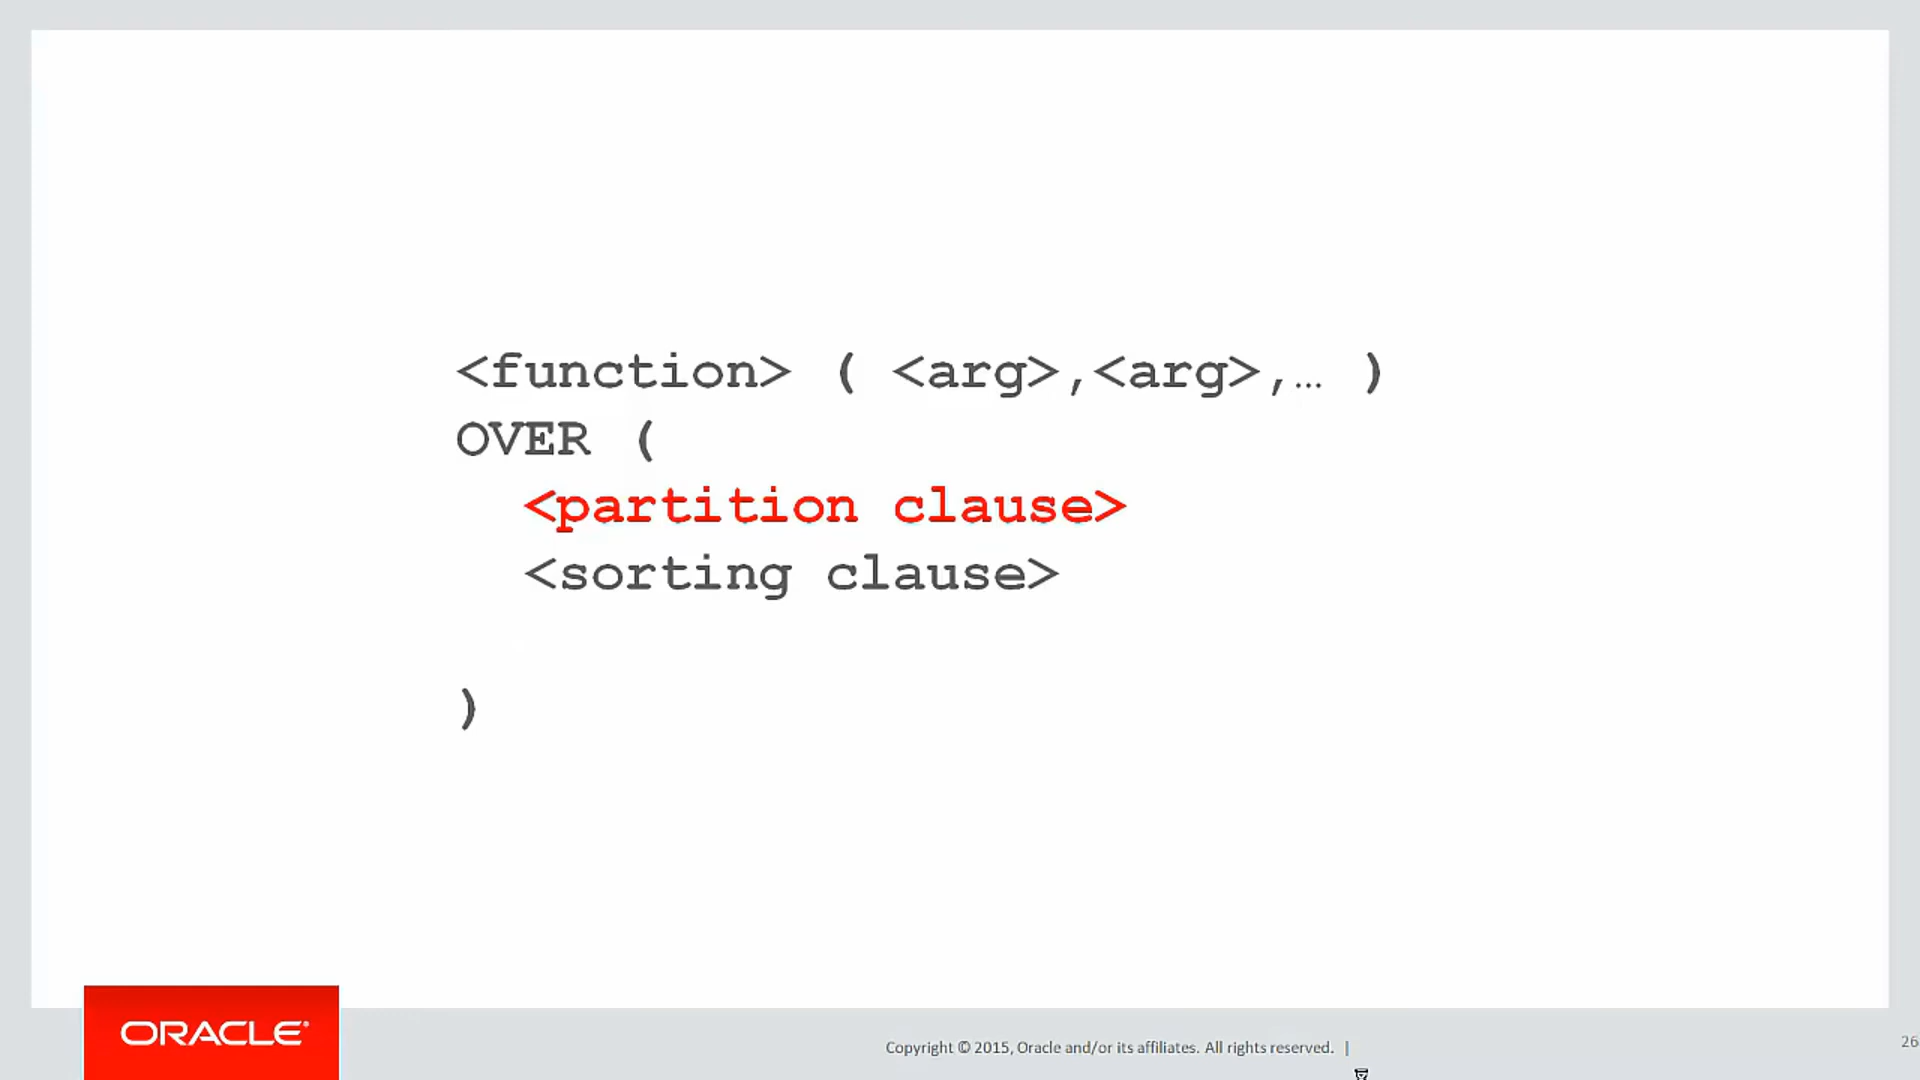 <function> ( <arg>,<arg>,… )
OVER (
<partition clause>
<sorting clause>
)
ORACLE®
Copyright © 2015, Oracle and/or its affiliates. All rights reserved. |
26